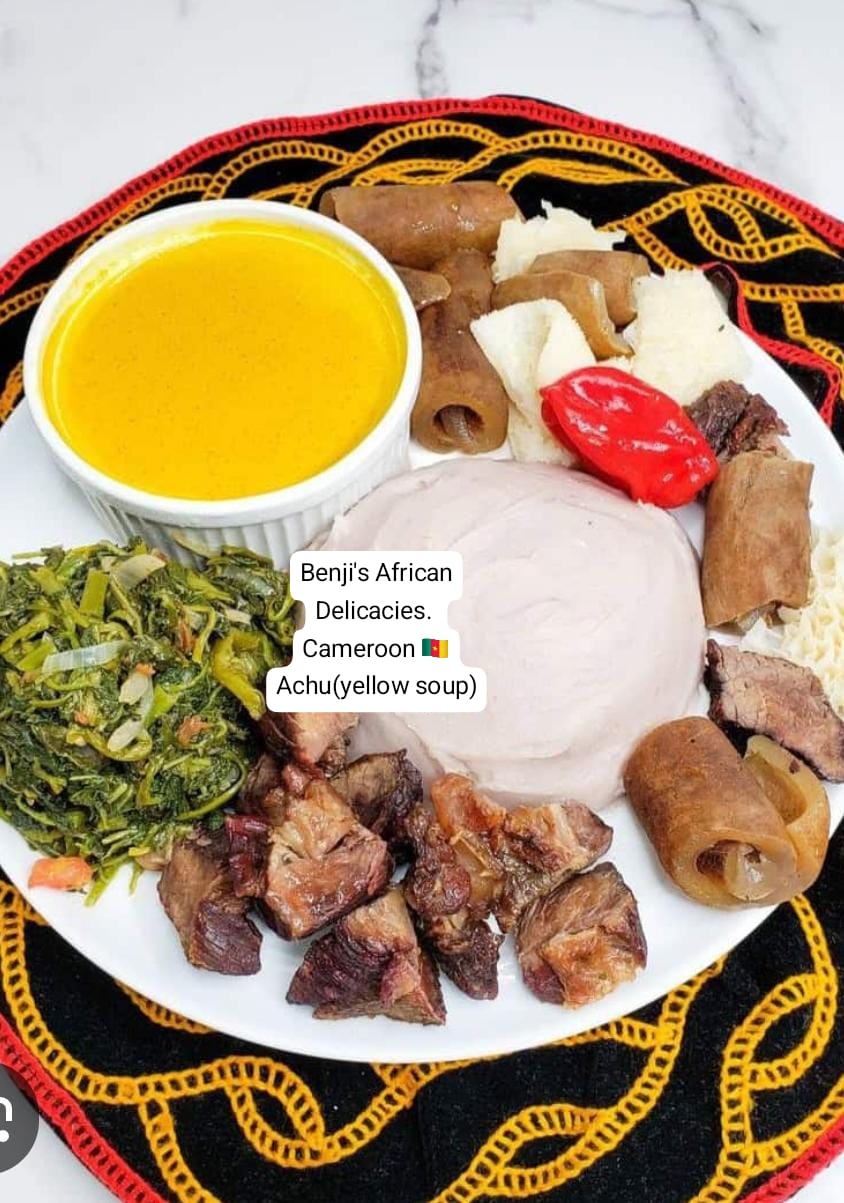 Benji's African
Delicacies.
Cameroon 🇨🇲
Achu(yellow soup)